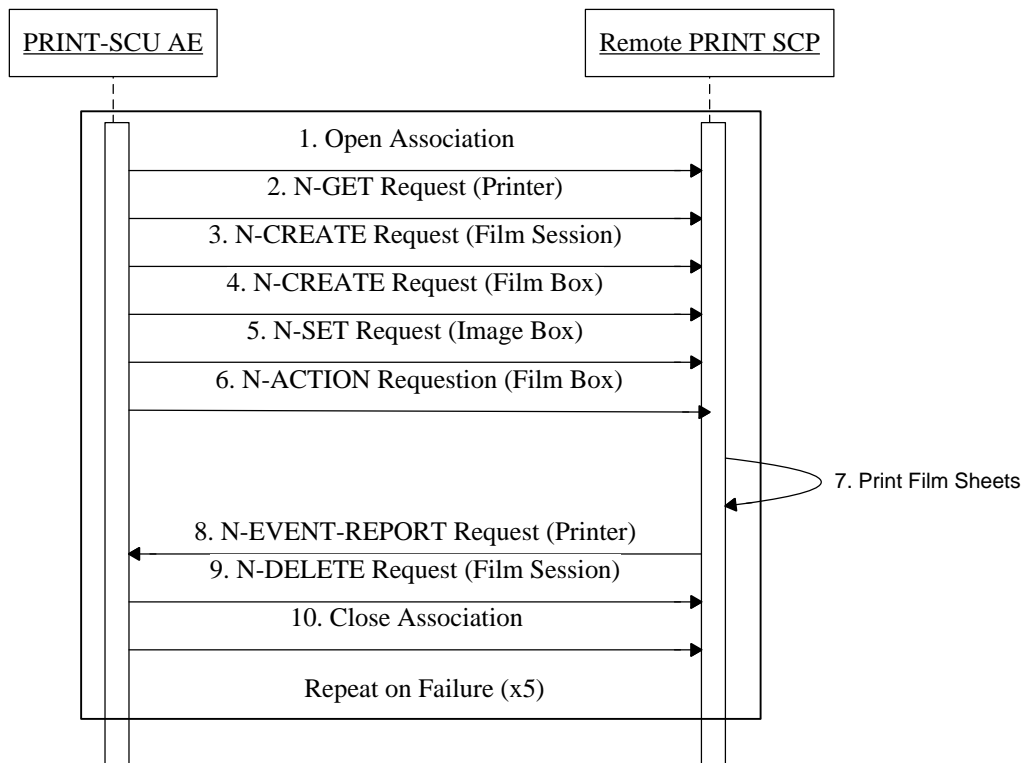 PRINT-SCU AE
Remote PRINT SCP
1. Open Association
2. N-GET Request (Printer)
3. N-CREATE Request (Film Session)
4. N-CREATE Request (Film Box)
5. N-SET Request (Image Box)
6. N-ACTION Requestion (Film Box)
7. Print Film Sheets
8. N-EVENT-REPORT Request (Printer)
9. N-DELETE Request (Film Session)
10. Close Association
Repeat on Failure (x5)